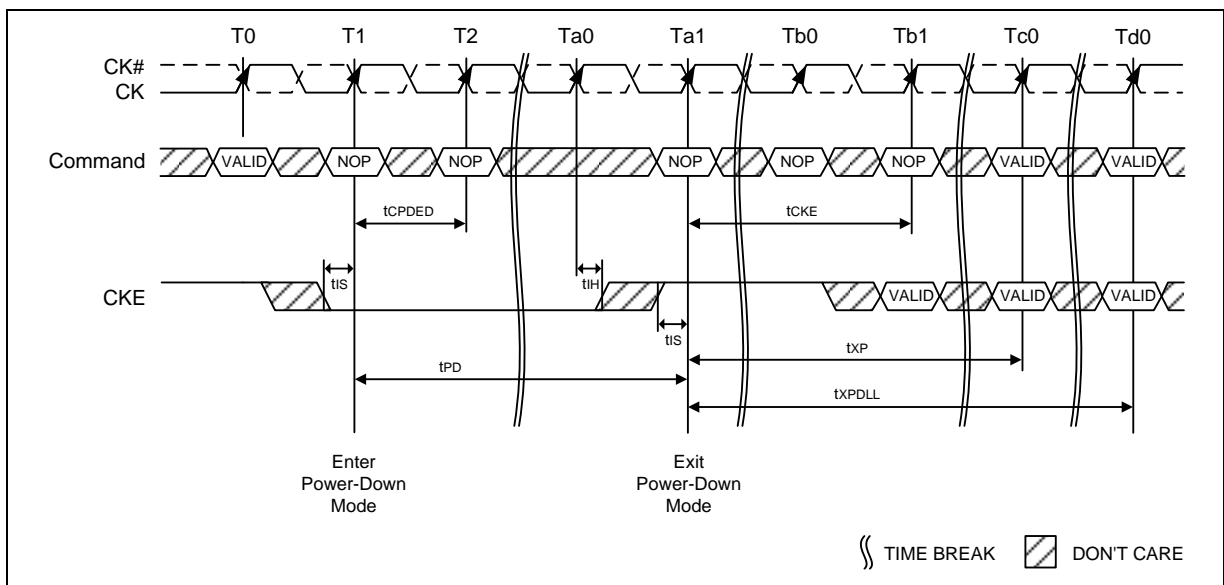 T0 T1 T2 Ta0 Ta1 Tb0 Tb1 Tc0 Td0
CK#
CK
Command VALID NOP NOP NOP NOP NOP VALID VALID
tCPDED tCKE
tIS tIH
CKE VALID VALID VALID
tIS
tXP
tPD
tXPDLL
Enter
Power-Down
Mode
Exit
Power-Down
Mode
TIME BREAK DON'T CARE